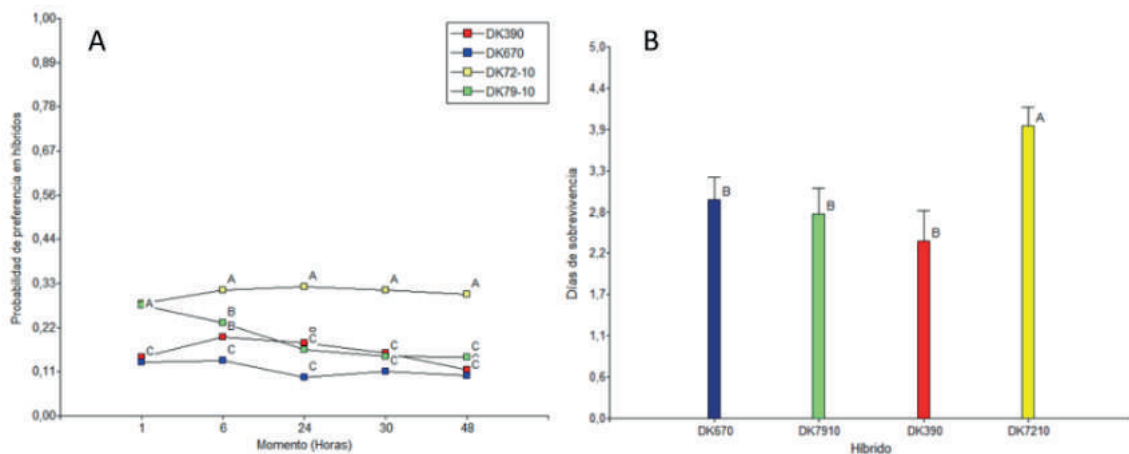 A
DK390
DK670
DK72-10
DK79-10
Probabilidad de preferencia en híbridos
1,00
0,89
0,78
0,67
0,56
0,44
0,33
0,22
0,11
0,00
A
A
A
A
A
B
B
B
C
C
C
C
C
C
C
C
C
1
6
24
30
48
Momento (Horas)
B
Días de sobrevivencia
5,0
4,4
3,9
3,3
2,8
2,2
1,7
1,1
0,6
0,0
B
B
B
A
DK670
DK7910
DK390
DK7210
Híbrido